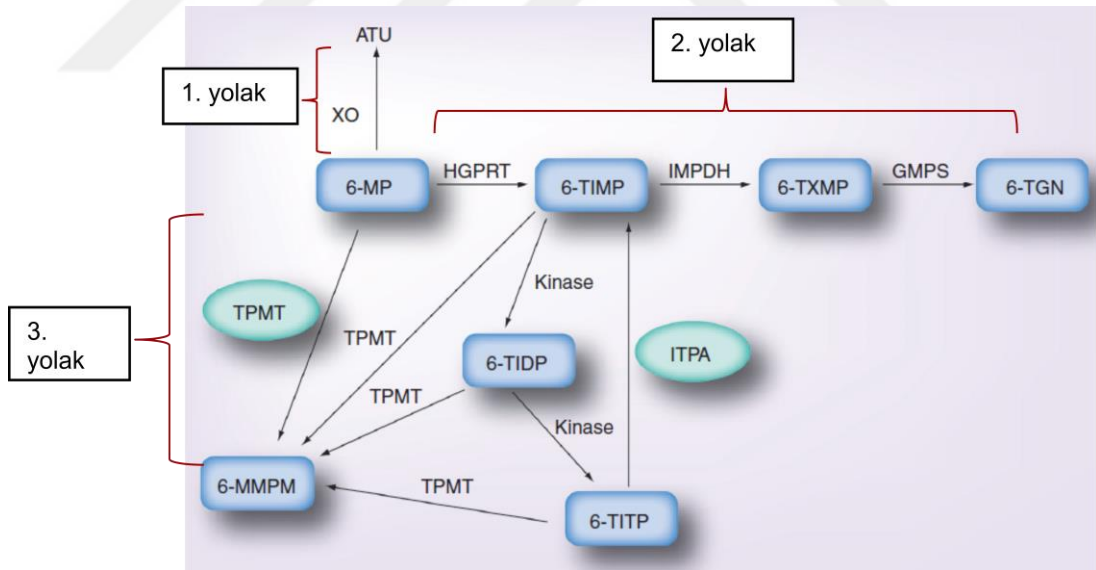 ATU
2. yolak
1. yolak
XO
6-MP
HGPRT
6-TIMP
IMPDH
6-TXMP
GMPS
6-TGN
Kinase
TPMT
TPMT
3.
yolak
6-TIDP
ITPA
TPMT
Kinase
6-MMPM
TPMT
6-TITP